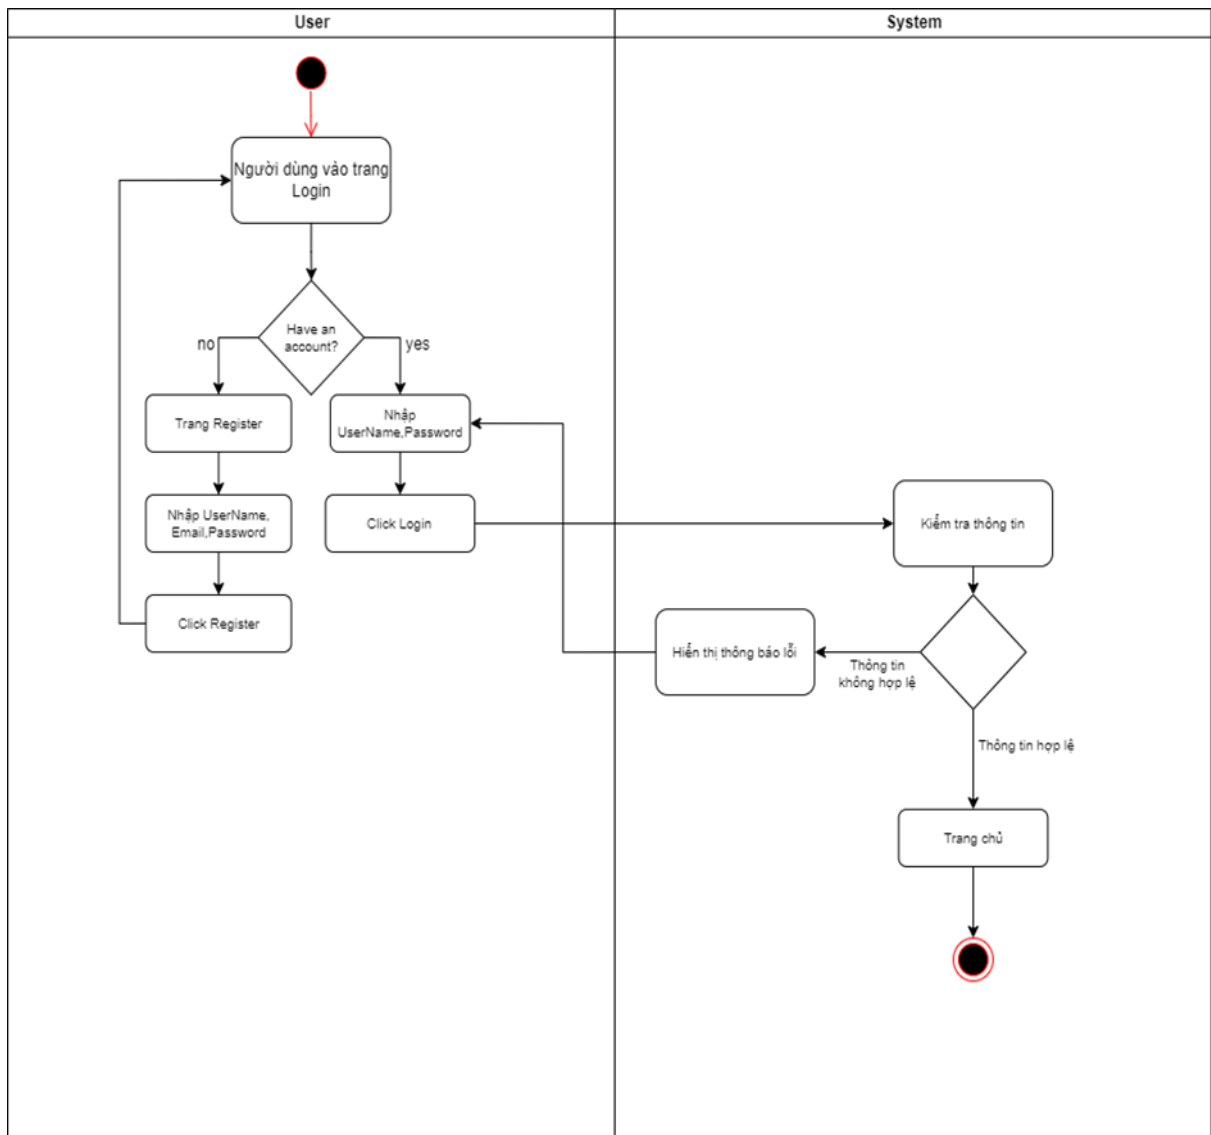 User
System
Người dùng vào trang
Login
Have an
account?
no
yes
Trang Register
Nhập
UserName,Password
Nhập UserName,
Email,Password
Click Login
Kiểm tra thông tin
Click Register
Hiển thị thông báo lỗi
Thông tin
không hợp lệ
Thông tin hợp lệ
Trang chủ